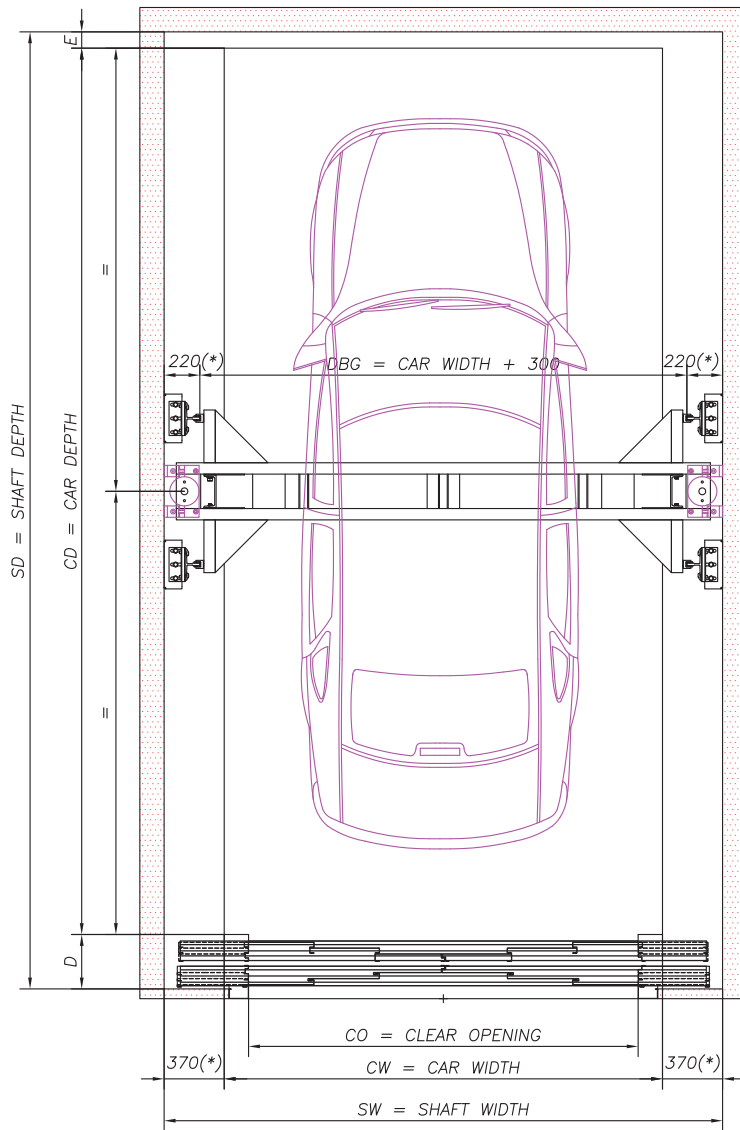 E
=
220(*)
DBG = CAR WIDTH + 300
220(*)
SD = SHAFT DEPTH
CD = CAR DEPTH
=
D
CO = CLEAR OPENING
370(*)
CW = CAR WIDTH
370(*)
SW = SHAFT WIDTH